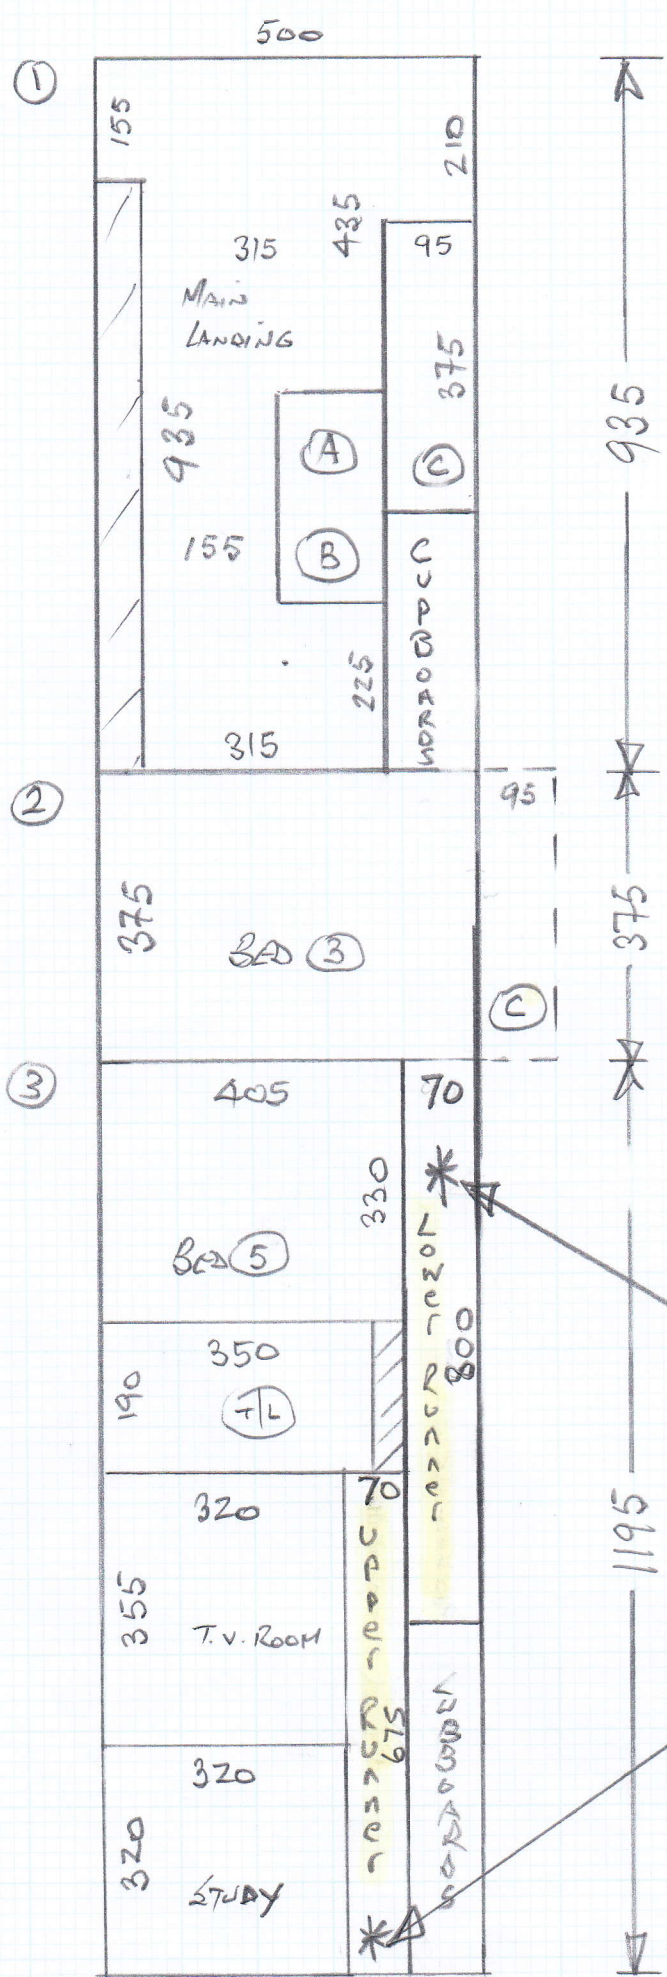 500
1
155
210
315
435
95
MAIN
LANDING
375
935
935
A
C
155
B
CUPBOARDS
225
315
2
95
375
375
BED 3
C
3
405
70
330
LOWER RUNNER
800
BED 5
350
190
T/L
70
320
UPPER RUNNER
675
355
T.V. ROOM
1195
CUPBOARDS
320
320
STUDY